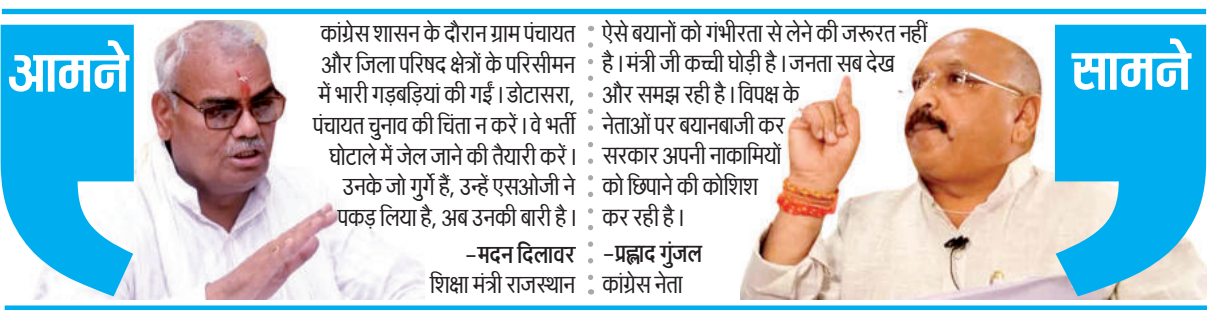 आमने
कांग्रेस शासन के दौरान ग्राम पंचायत
और जिला परिषद क्षेत्रों के परिसीमन
में भारी गड़बड़ियां की गईं। डोटासरा,
पंचायत चुनाव की चिंता न करें। वे भर्ती
घोटाले में जेल जाने की तैयारी करें।
उनके जो गुर्गे हैं, उन्हें एसओजी ने
पकड़ लिया है, अब उनकी बारी है।
–मदन दिलावर
शिक्षा मंत्री राजस्थान
ऐसे बयानों को गंभीरता से लेने की जरूरत नहीं
है। मंत्री जी कच्ची घोड़ी है। जनता सब देख
और समझ रही है। विपक्ष के
नेताओं पर बयानबाजी कर
सरकार अपनी नाकामियों
को छिपाने की कोशिश
कर रही है।
–प्रह्लाद गुंजल
कांग्रेस नेता
सामने